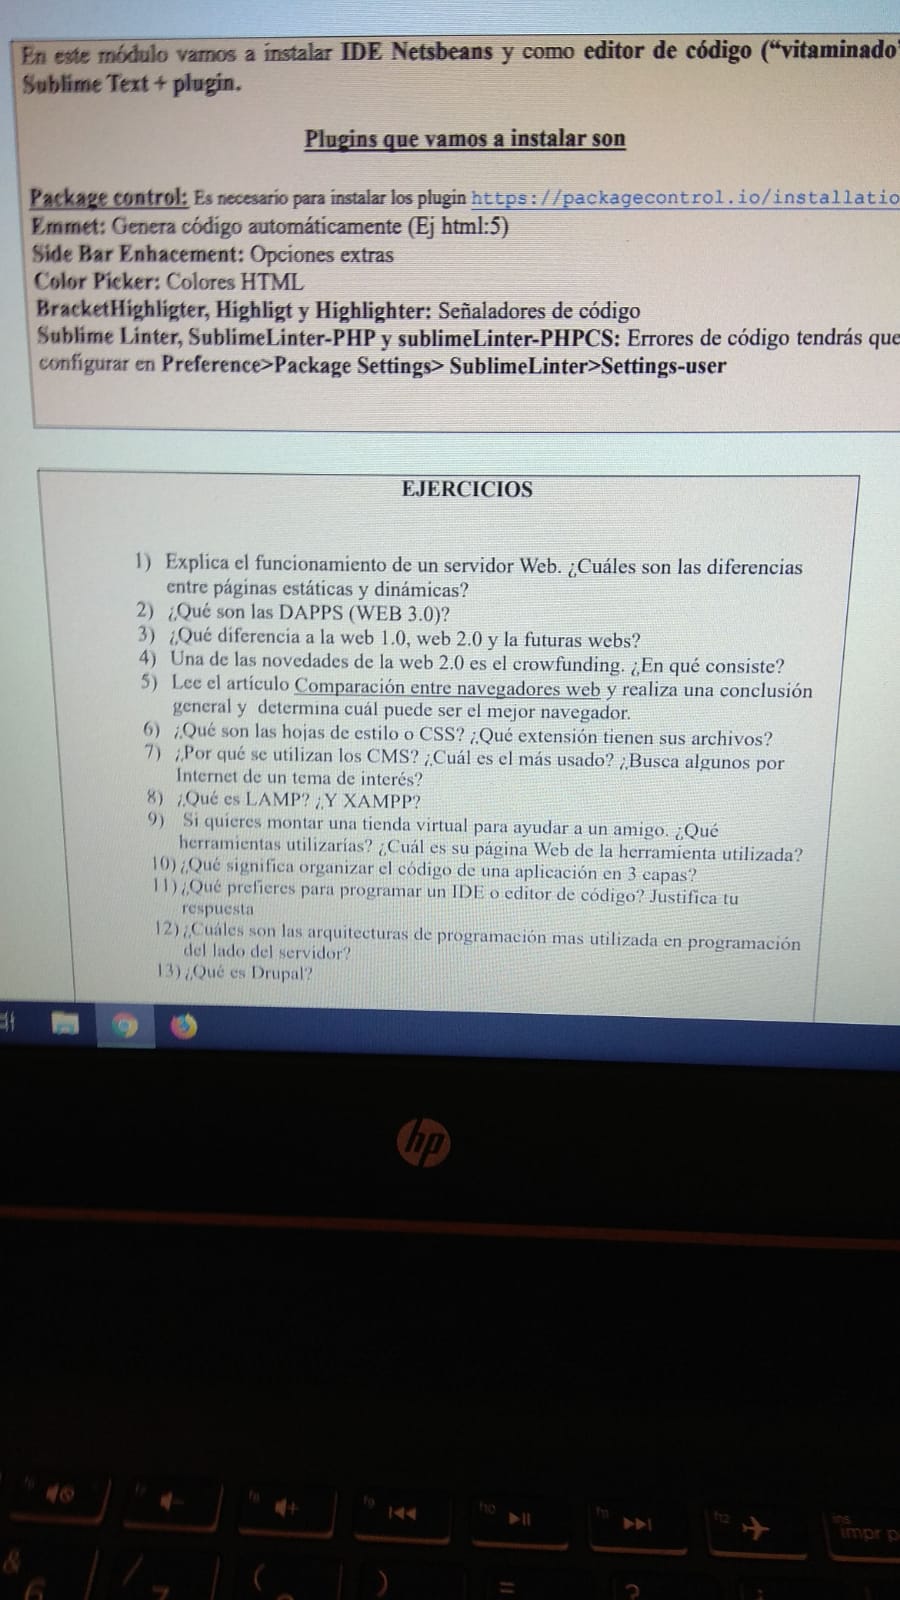 En este módulo vamos a instalar IDE Netsbeans y como editor de código (“vitaminado”
Sublime Text + plugin.
Plugins que vamos a instalar son
Package control: Es necesario para instalar los plugin https://packagecontrol.io/installatio
Emmet: Genera código automáticamente (Ej html:5)
Side Bar Enhacement: Opciones extras
Color Picker: Colores HTML
BracketHighligter, Highligt y Highlighter: Señaladores de código
Sublime Linter, SublimeLinter-PHP y sublimeLinter-PHPCS: Errores de código tendrás que
configurar en Preference>Package Settings> SublimeLinter>Settings-user
EJERCICIOS
1) Explica el funcionamiento de un servidor Web. ¿Cuáles son las diferencias
entre páginas estáticas y dinámicas?
2) ¿Qué son las DAPPS (WEB 3.0)?
3) ¿Qué diferencia a la web 1.0, web 2.0 y la futuras webs?
4) Una de las novedades de la web 2.0 es el crowfunding. ¿En qué consiste?
5) Lee el artículo Comparación entre navegadores web y realiza una conclusión
general y determina cuál puede ser el mejor navegador.
6) ¿Qué son las hojas de estilo o CSS? ¿Qué extensión tienen sus archivos?
7) ¿Por qué se utilizan los CMS? ¿Cuál es el más usado? ¿Busca algunos por
Internet de un tema de interés?
8) ¿Qué es LAMP? ¿Y XAMPP?
9) Si quieres montar una tienda virtual para ayudar a un amigo. ¿Qué
herramientas utilizarías? ¿Cuál es su página Web de la herramienta utilizada?
10) ¿Qué significa organizar el código de una aplicación en 3 capas?
11) ¿Qué prefieres para programar un IDE o editor de código? Justifica tu
respuesta
12) ¿Cuáles son las arquitecturas de programación mas utilizada en programación
del lado del servidor?
13) ¿Qué es Drupal?
hp
f6 f7 f8 f9 f10 f11 f12 ins
impr p
& / ( ) = ?
6 7